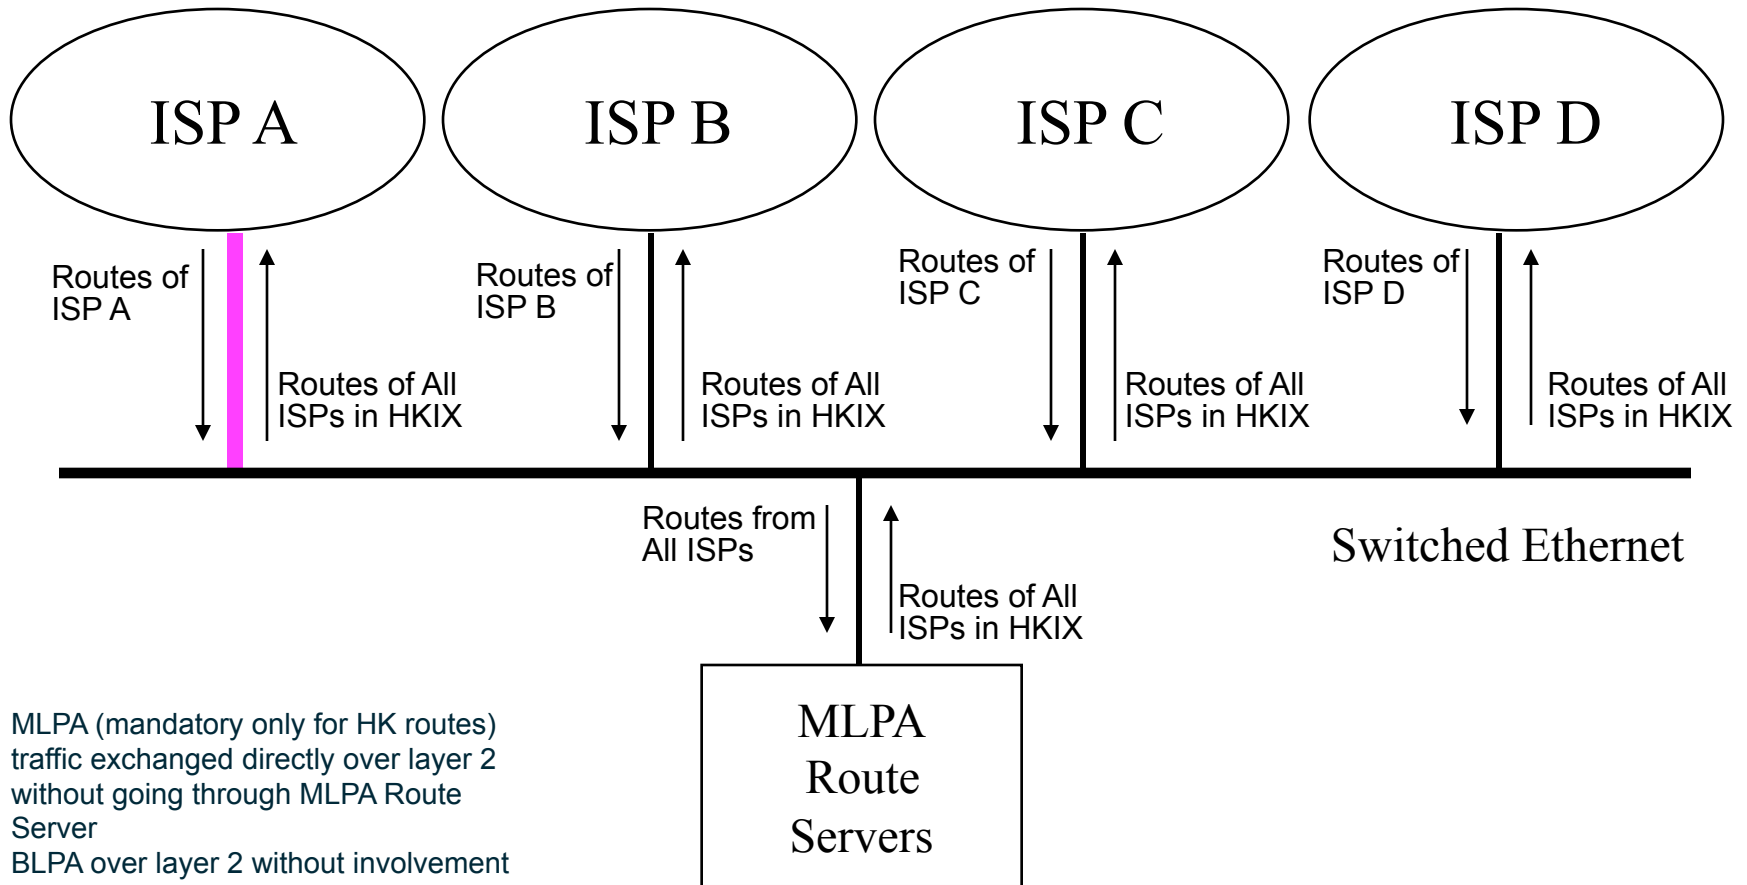 ISP A
ISP B
ISP C
ISP D
Routes of
ISP A
Routes of All
ISPs in HKIX
Routes of
ISP B
Routes of All
ISPs in HKIX
Routes of
ISP C
Routes of All
ISPs in HKIX
Routes of
ISP D
Routes of All
ISPs in HKIX
Routes from
All ISPs
Routes of All
ISPs in HKIX
Switched Ethernet
MLPA
Route
Servers
MLPA (mandatory only for HK routes)
traffic exchanged directly over layer 2
without going through MLPA Route
Server
BLPA over layer 2 without involvement